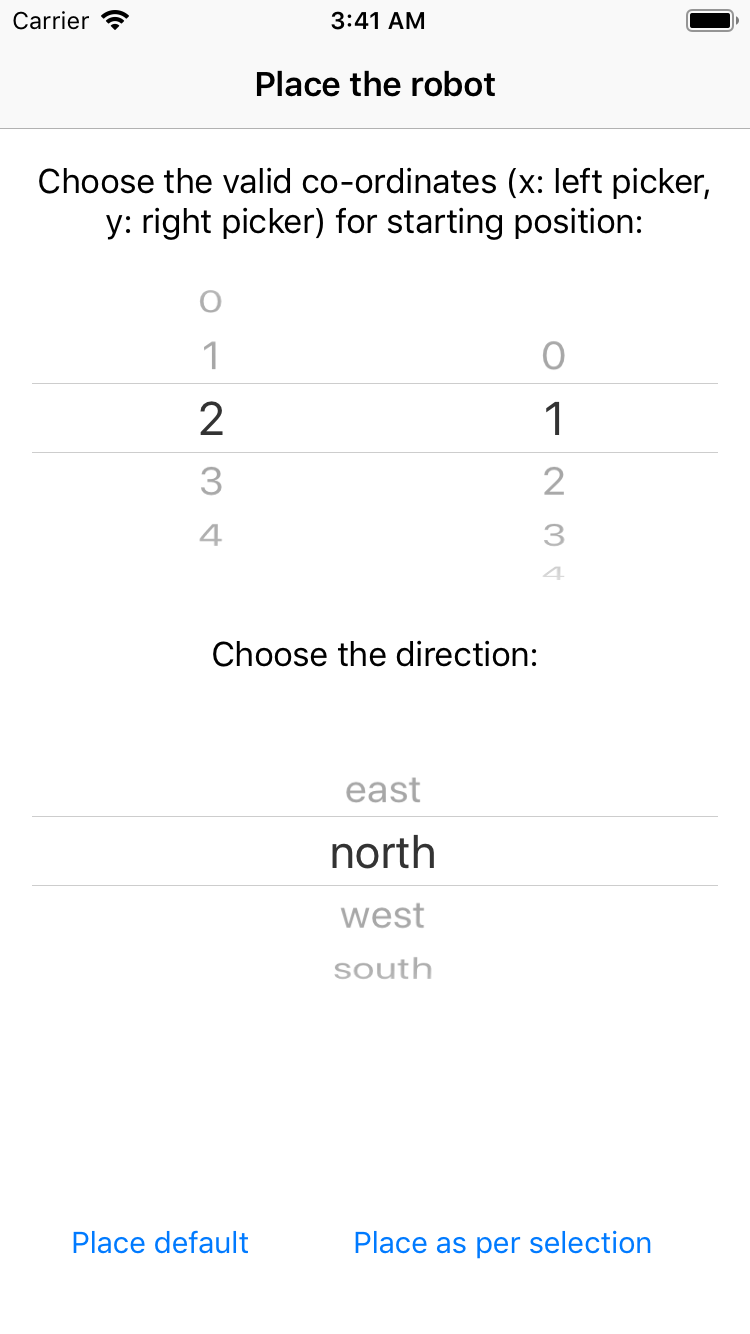 Carrier 3:41 AM
Place the robot
Choose the valid co-ordinates (x: left picker,
y: right picker) for starting position:
0
1 0
2 1
3 2
4 3
4
Choose the direction:
east
north
west
south
Place default Place as per selection